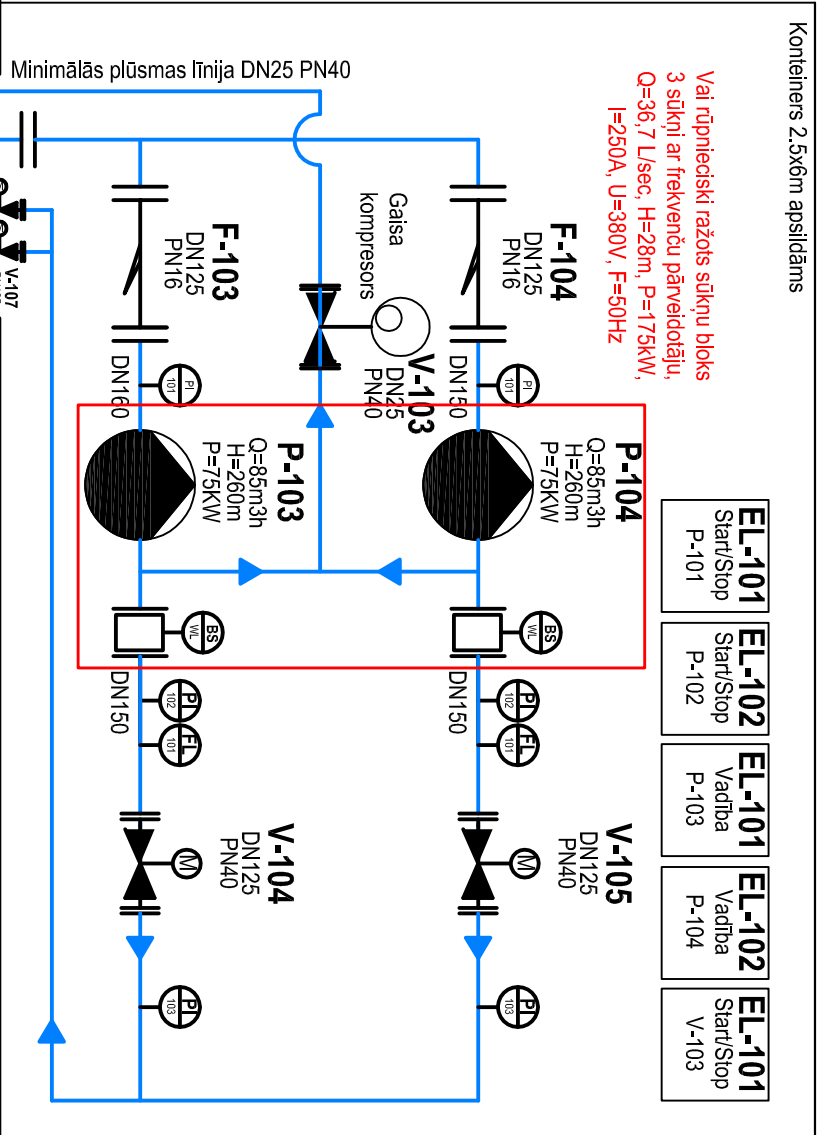 Konteiners 2.5x6m apsildāms
Vai rūpnieciski ražots sūkņu bloks
3 sūkņi ar frekvenču pārveidotāju,
Q=36,7 L/sec, H=28m, P=175kW,
I=250A, U=380V, F=50Hz
EL-101
Start/Stop
P-101
EL-102
Start/Stop
P-102
EL-101
Vadība
P-103
EL-102
Vadība
P-104
EL-101
Start/Stop
V-103
F-104
DN125
PN16
PI
101
DN150
P-104
Q=85m3h
H=260m
P=75KW
BS
WL
DN150
PI
102
FL
101
V-105
DN125
PN40
M
PI
103
Gaisa
kompresors
V-103
DN25
PN40
Minimālās plūsmas līnija DN25 PN40
F-103
DN125
PN16
PI
101
DN160
P-103
Q=85m3h
H=260m
P=75KW
BS
WL
DN150
PI
102
FL
101
V-104
DN125
PN40
M
PI
103
V-107